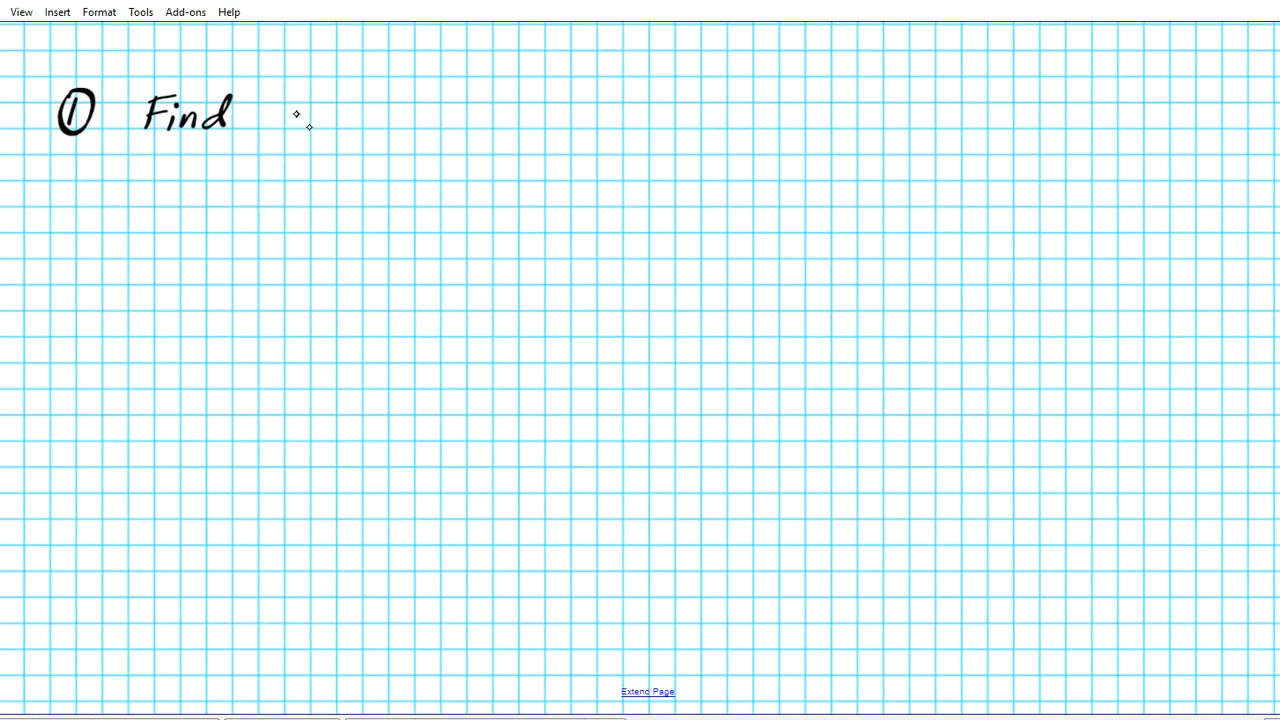 View Insert Format Tools Add-ons Help
① Find
Extend Page